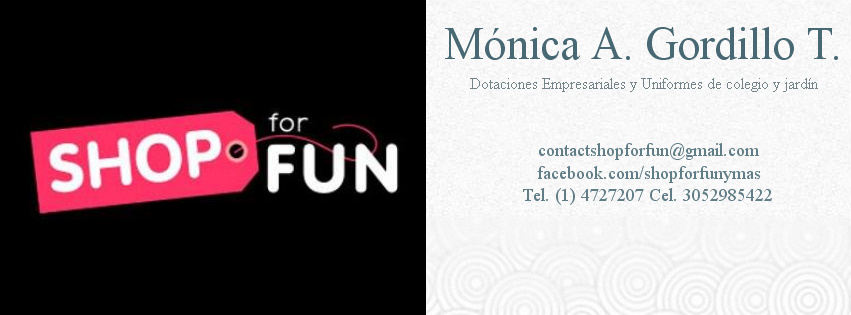 SHOP for FUN
Mónica A. Gordillo T.
Dotaciones Empresariales y Uniformes de colegio y jardín
contactshopforfun@gmail.com
facebook.com/shopforfunymas
Tel. (1) 4727207 Cel. 3052985422